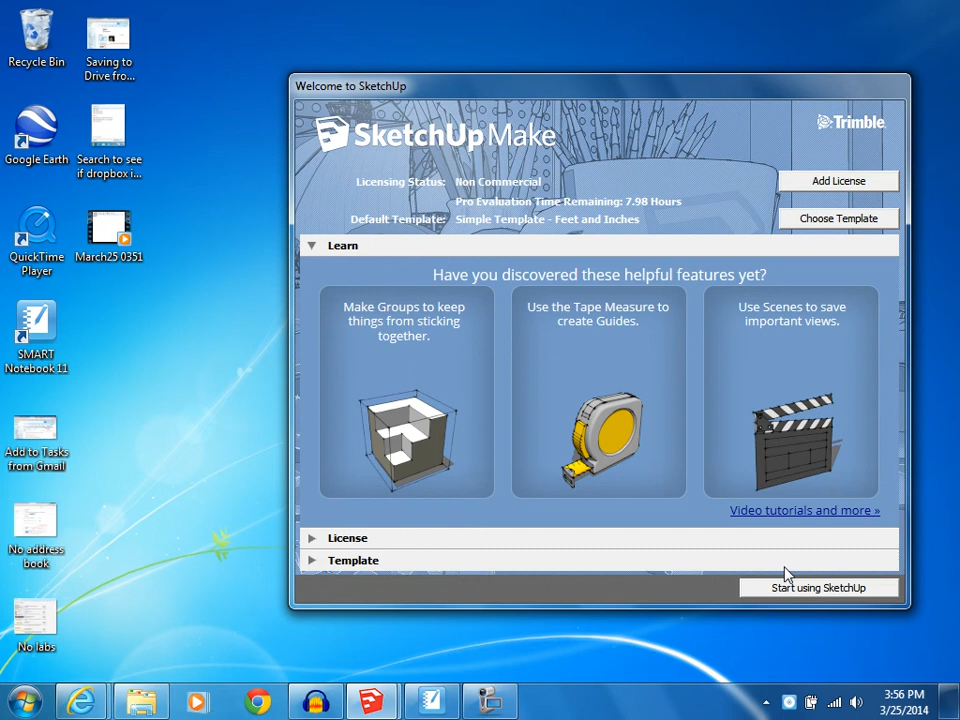 Recycle Bin
Saving to
Drive fro...
Google Earth
Search to see
if dropbox i...
QuickTime
Player
March25 0351
SMART
Notebook 11
Add to Tasks
from Gmail
No address
book
No labs
Welcome to SketchUp
SketchUp Make
Trimble
Licensing Status: Non Commercial
Add License
Pro Evaluation Time Remaining: 7.98 Hours
Default Template: Simple Template - Feet and Inches
Choose Template
Learn
Have you discovered these helpful features yet?
Make Groups to keep
things from sticking
together.
Use the Tape Measure to
create Guides.
Use Scenes to save
important views.
Video tutorials and more »
License
Template
Start using SketchUp
3:56 PM
3/25/2014